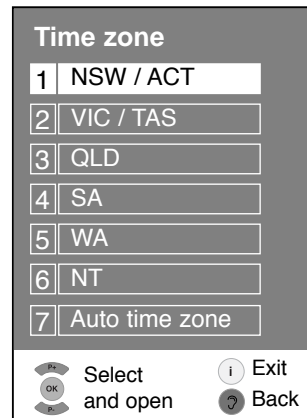 Time zone
1 NSW / ACT
2 VIC / TAS
3 QLD
4 SA
5 WA
6 NT
7 Auto time zone
P+
OK
P-
Select
and open
i Exit
Back